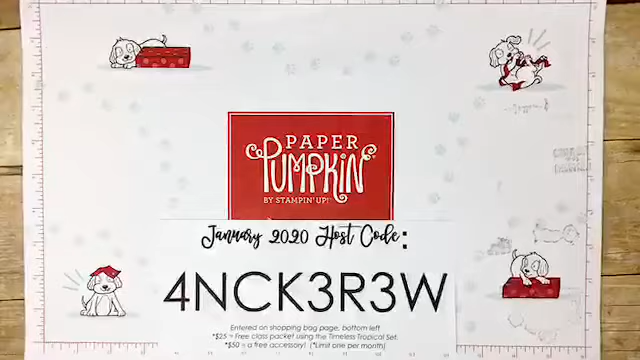 PAPER
PUMPKIN®
BY STAMPIN' UP!®
January 2020 Host Code:
4NCK3R3W
Entered on shopping bag page, bottom left
*$25 = Free class packet using the Timeless Tropical Set.
*$50 = a free accessory! (*Limit one per month)